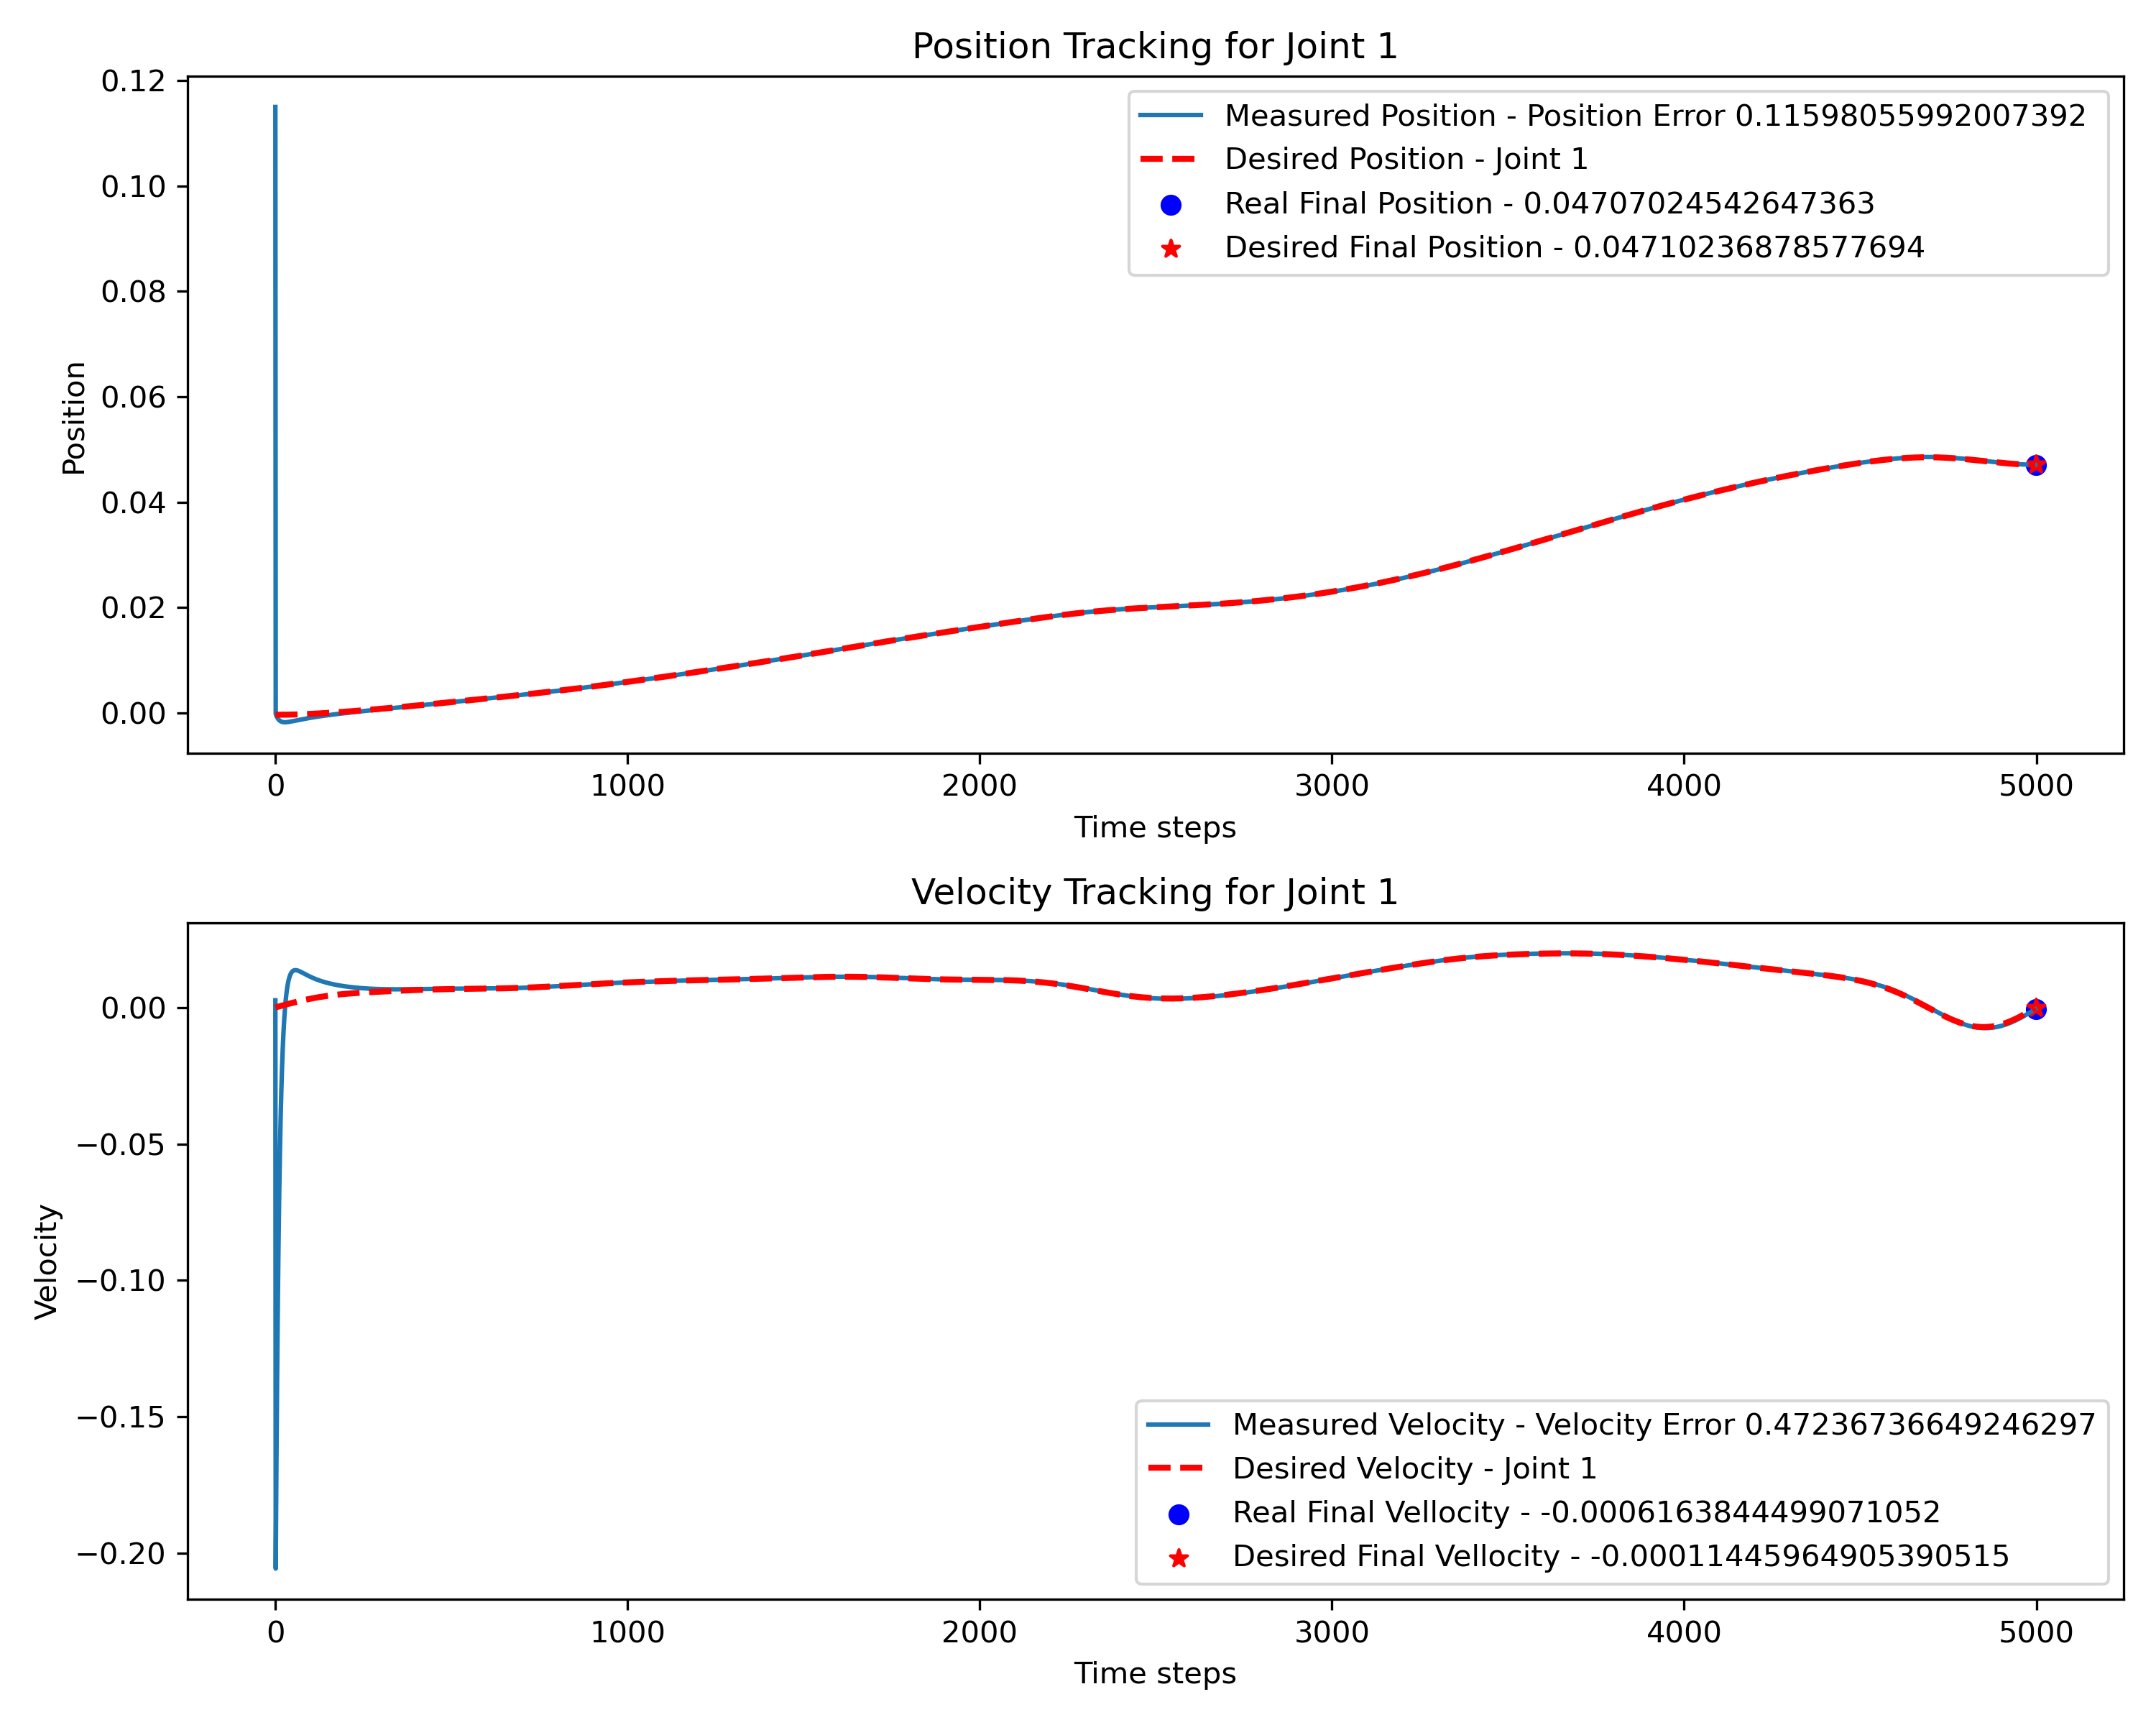 Position Tracking for Joint 1
0.12
0.10
0.08
0.06
0.04
0.02
0.00
Position
Measured Position - Position Error 0.11598055992007392
Desired Position - Joint 1
Real Final Position - 0.04707024542647363
Desired Final Position - 0.04710236878577694
0 1000 2000 3000 4000 5000
Time steps
Velocity Tracking for Joint 1
0.00
−0.05
−0.10
−0.15
−0.20
Velocity
Measured Velocity - Velocity Error 0.47236736649246297
Desired Velocity - Joint 1
Real Final Vellocity - -0.0006163844499071052
Desired Final Vellocity - -0.00011445964905390515
0 1000 2000 3000 4000 5000
Time steps